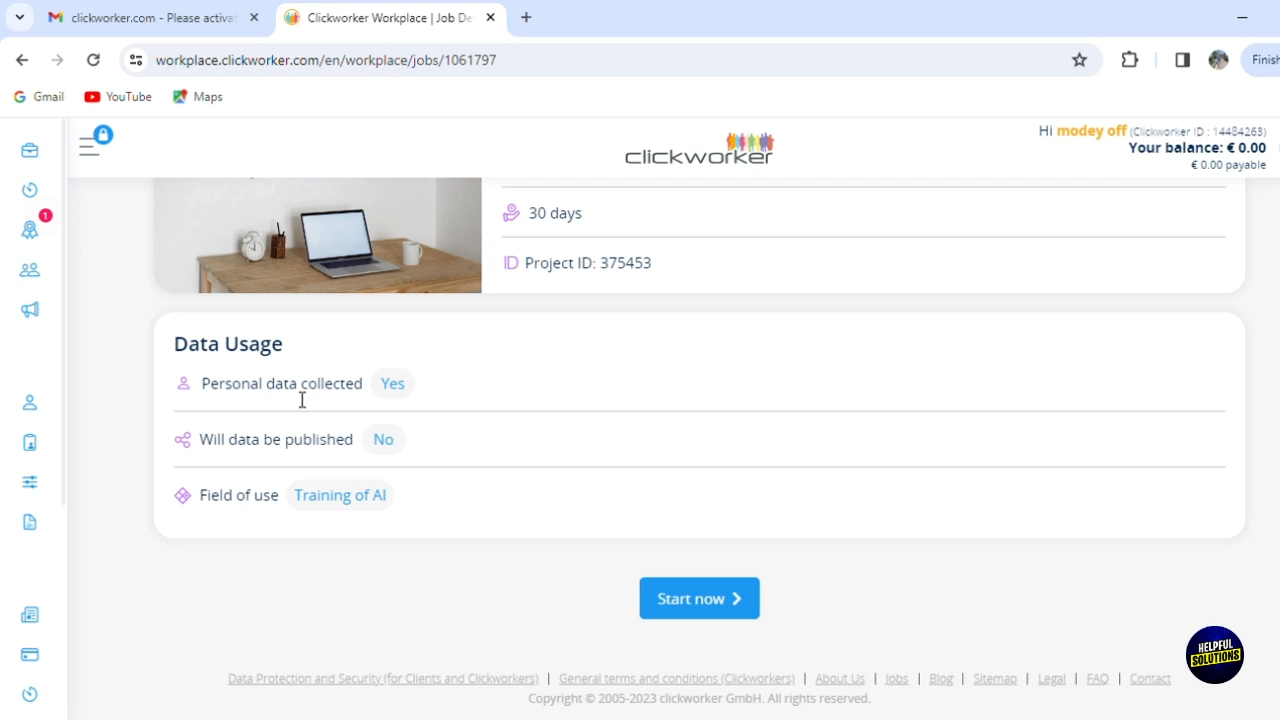 clickworker.com - Please activat
Clickworker Workplace | Job De
workplace.clickworker.com/en/workplace/jobs/1061797
Finish
Gmail
YouTube
Maps
clickworker
Hi modey off (Clickworker ID : 14484263)
Your balance: € 0.00
€ 0.00 payable
1
30 days
ID Project ID: 375453
Data Usage
Personal data collected Yes
Will data be published No
Field of use Training of AI
Start now
HELPFUL
SOLUTIONS
Data Protection and Security (for Clients and Clickworkers) | General terms and conditions (Clickworkers) | About Us | Jobs | Blog | Sitemap | Legal | FAQ | Contact
Copyright © 2005-2023 clickworker GmbH. All rights reserved.